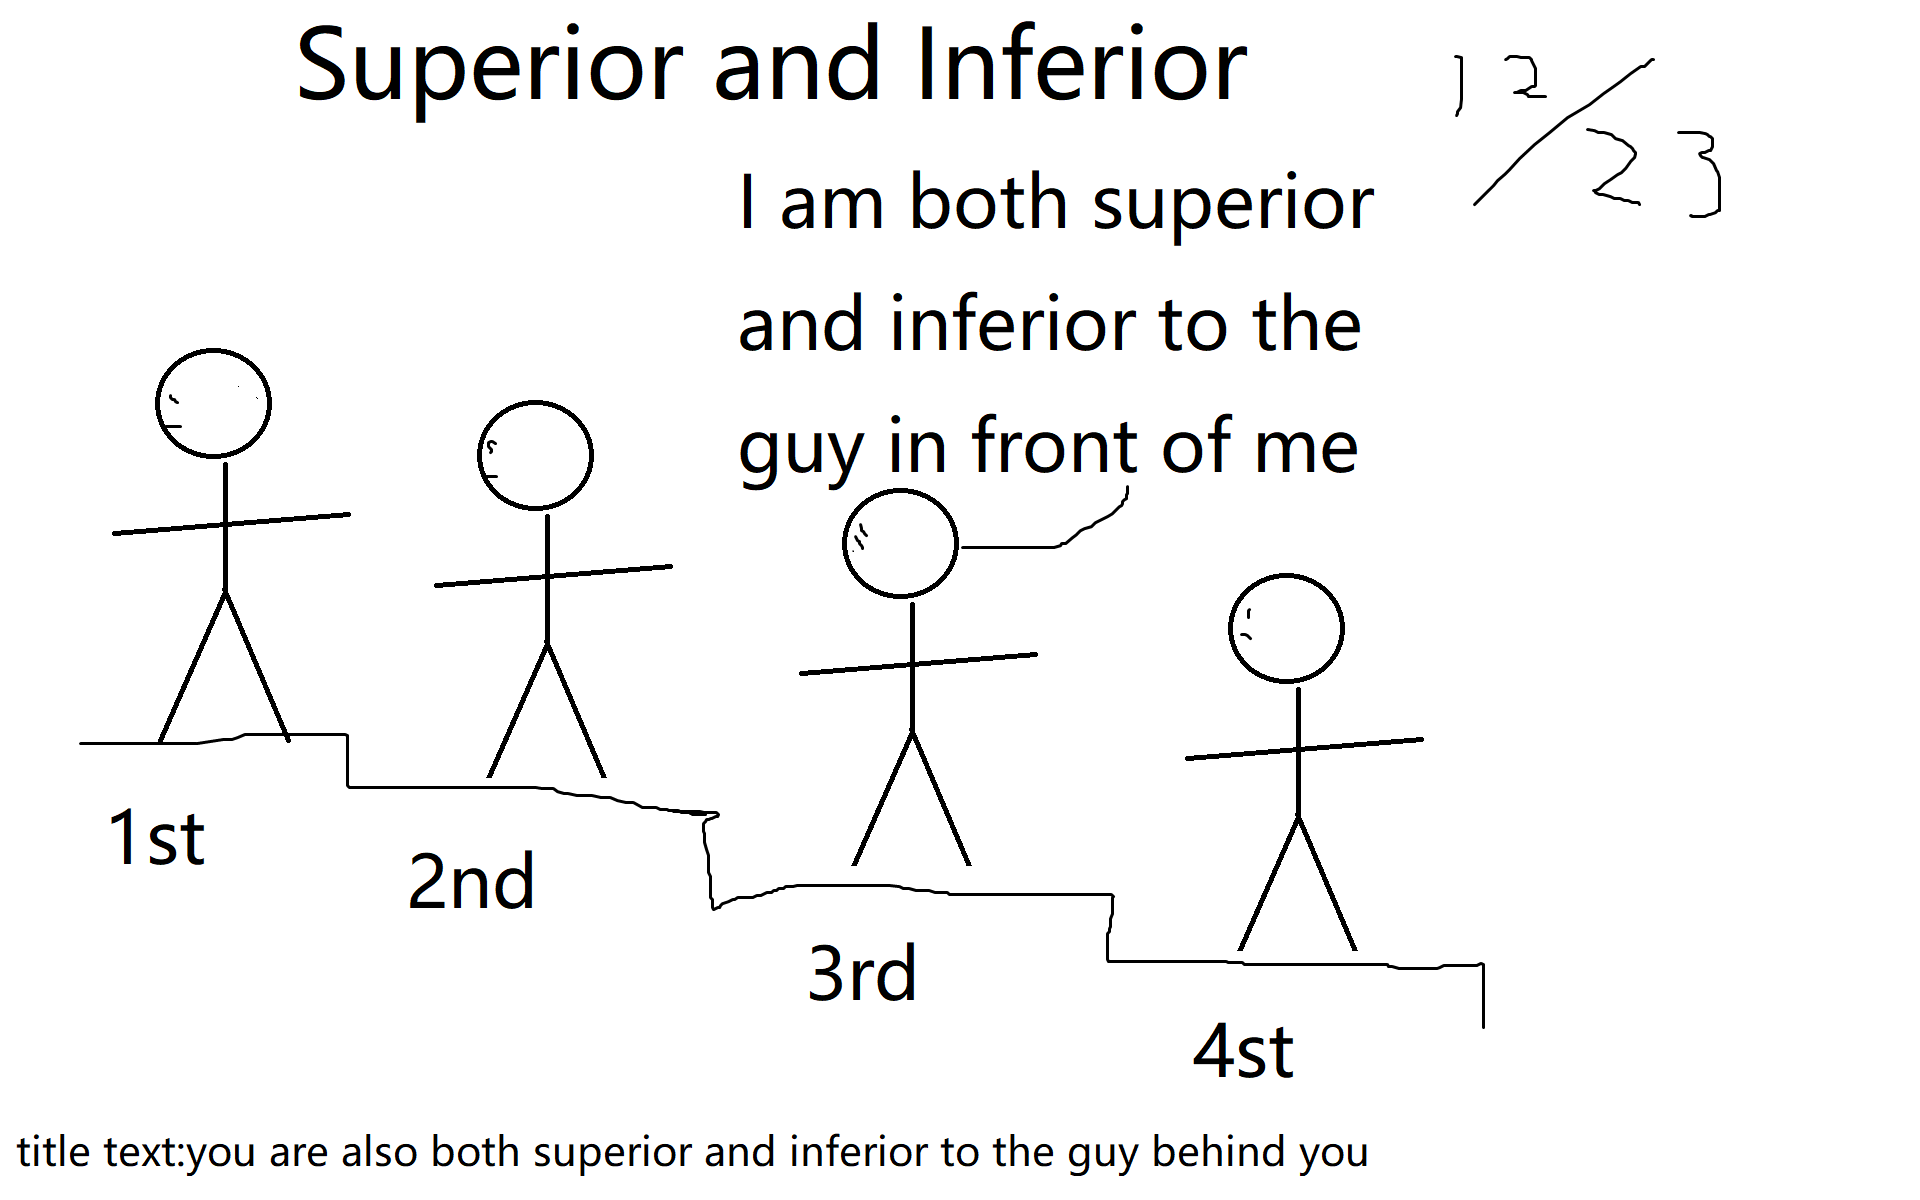 Superior and Inferior
12/23
I am both superior
and inferior to the
guy in front of me
1st
2nd
3rd
4st
title text:you are also both superior and inferior to the guy behind you